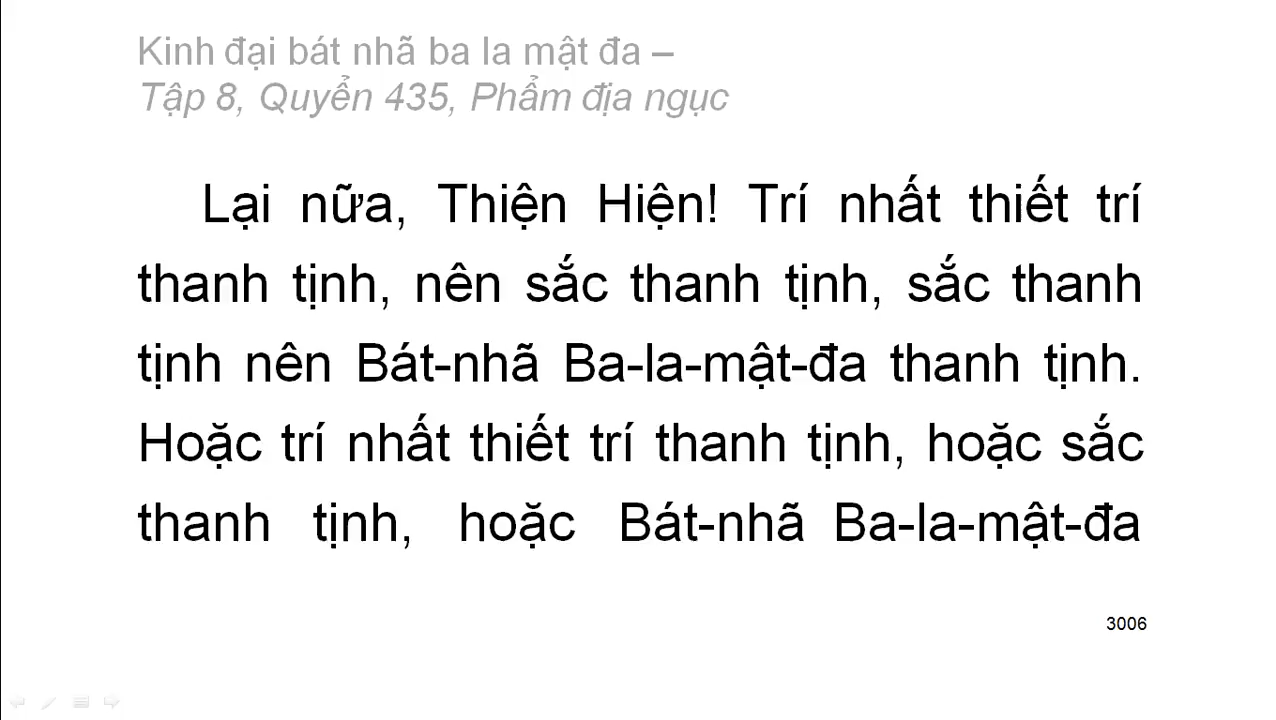 Kinh đại bát nhã ba la mật đa –
Tập 8, Quyển 435, Phẩm địa ngục
Lại nữa, Thiện Hiện! Trí nhất thiết trí
thanh tịnh, nên sắc thanh tịnh, sắc thanh
tịnh nên Bát-nhã Ba-la-mật-đa thanh tịnh.
Hoặc trí nhất thiết trí thanh tịnh, hoặc sắc
thanh tịnh, hoặc Bát-nhã Ba-la-mật-đa
3006